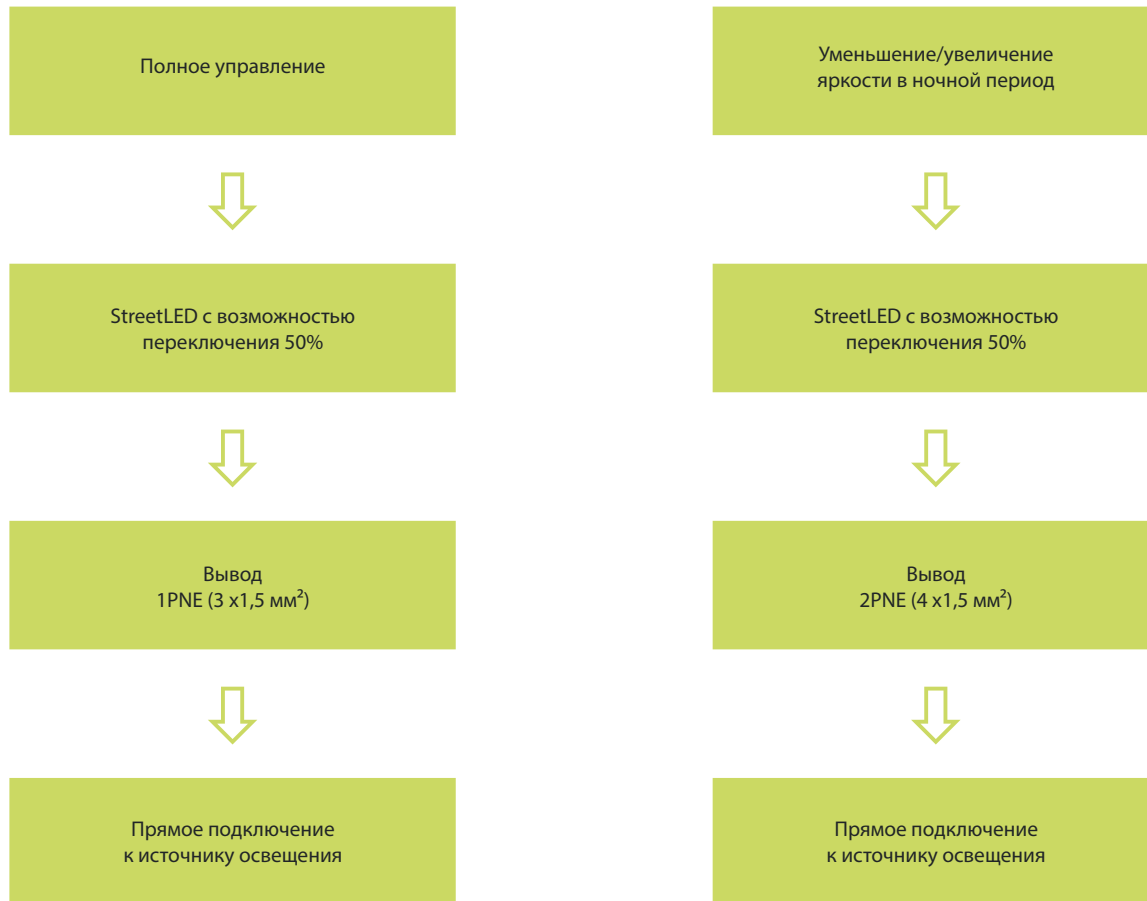 Полное управление
StreetLED с возможностью
переключения 50%
Вывод
1PNE (3 x1,5 мм²)
Прямое подключение
к источнику освещения
Уменьшение/увеличение
яркости в ночной период
StreetLED с возможностью
переключения 50%
Вывод
2PNE (4 x1,5 мм²)
Прямое подключение
к источнику освещения